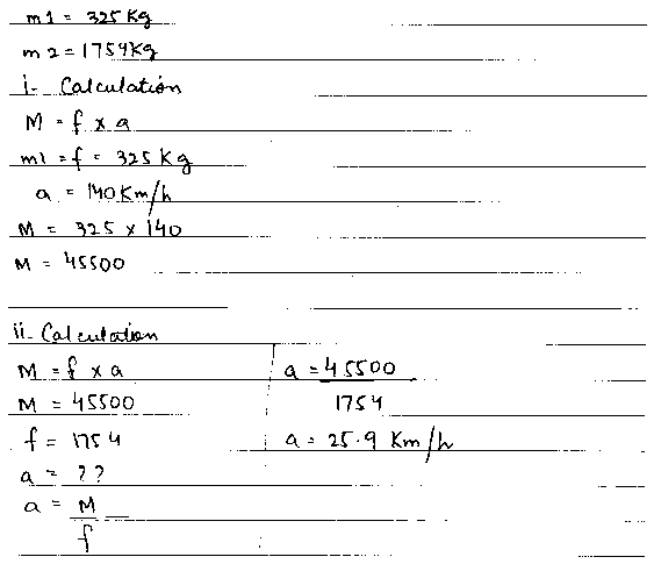 m1 = 325 Kg
m2 = 1754Kg
i- Calculation
M = f x a
m1 = f = 325 Kg
a = 140 Km/h
M = 325 x 140
M = 45500
ii- Calculation
M = f x a
M = 45500
f = 1754
a = ??
a = M
f
a = 45500
1754
a = 25.9 Km/h